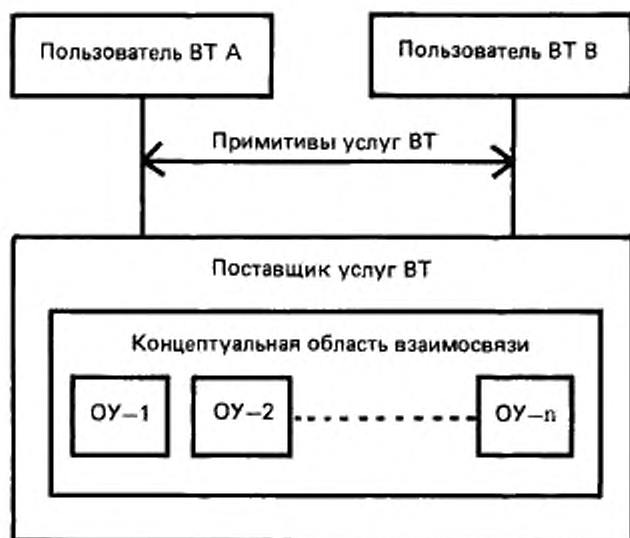 Пользователь ВТ А
Пользователь ВТ В
Примитивы услуг ВТ
Поставщик услуг ВТ
Концептуальная область взаимосвязи
ОУ—1
ОУ—2
ОУ—n